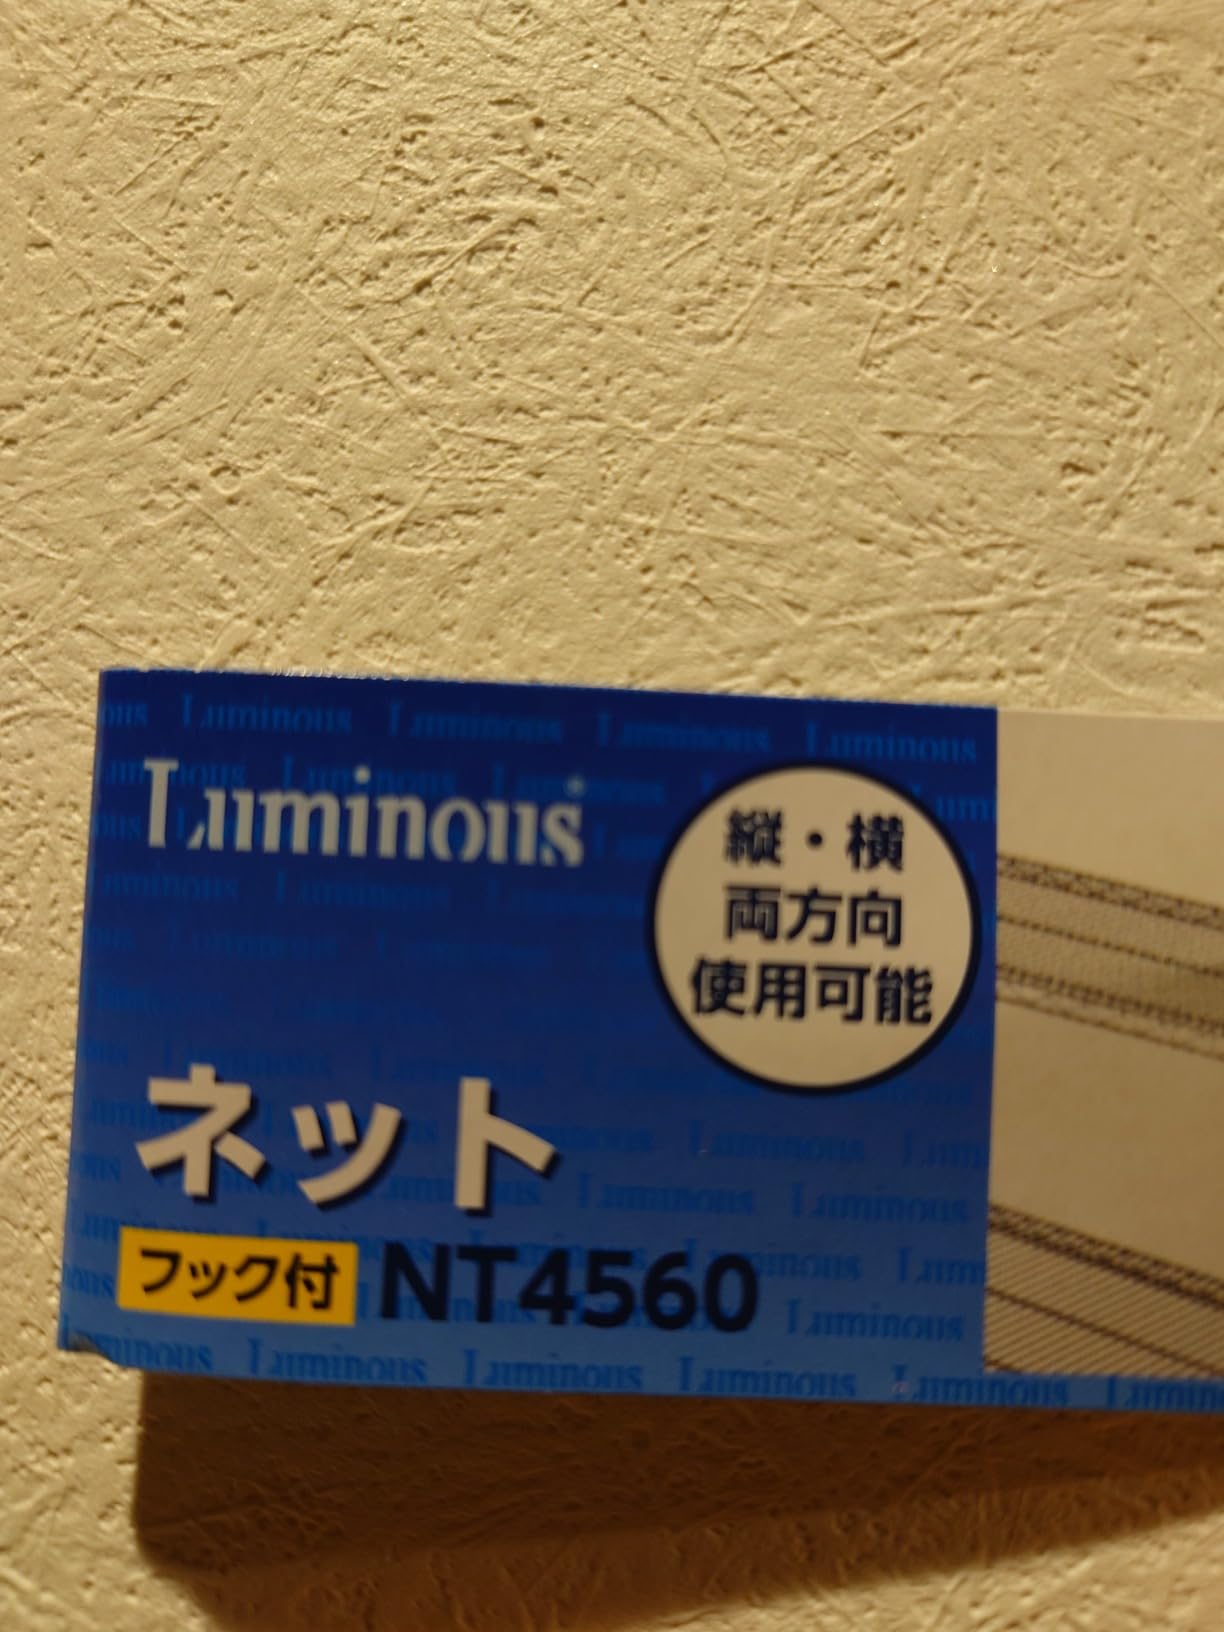 Luminous
縦・横
両方向
使用可能
ネット
フック付 NT4560